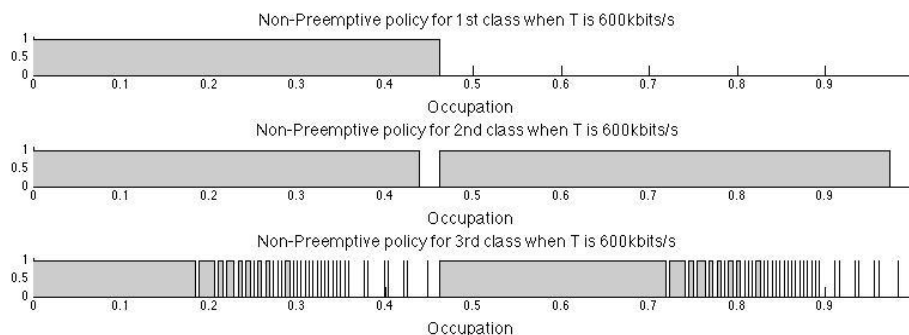 Non-Preemptive policy for 1st class when T is 600kbits/s
1
0.5
0
0 0.1 0.2 0.3 0.4 0.5 0.6 0.7 0.8 0.9
Occupation
Non-Preemptive policy for 2nd class when T is 600kbits/s
1
0.5
0
0 0.1 0.2 0.3 0.4 0.5 0.6 0.7 0.8 0.9
Occupation
Non-Preemptive policy for 3rd class when T is 600kbits/s
1
0.5
0
0 0.1 0.2 0.3 0.4 0.5 0.6 0.7 0.8 0.9
Occupation